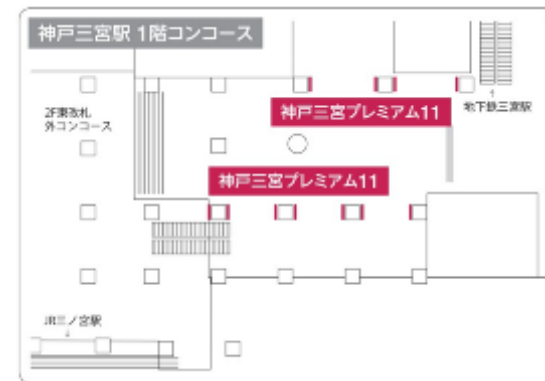 神戸三宮駅 1階コンコース
神戸三宮プレミアム11
地下鉄三宮駅
2F東改札
外コンコース
神戸三宮プレミアム11
JR三ノ宮駅